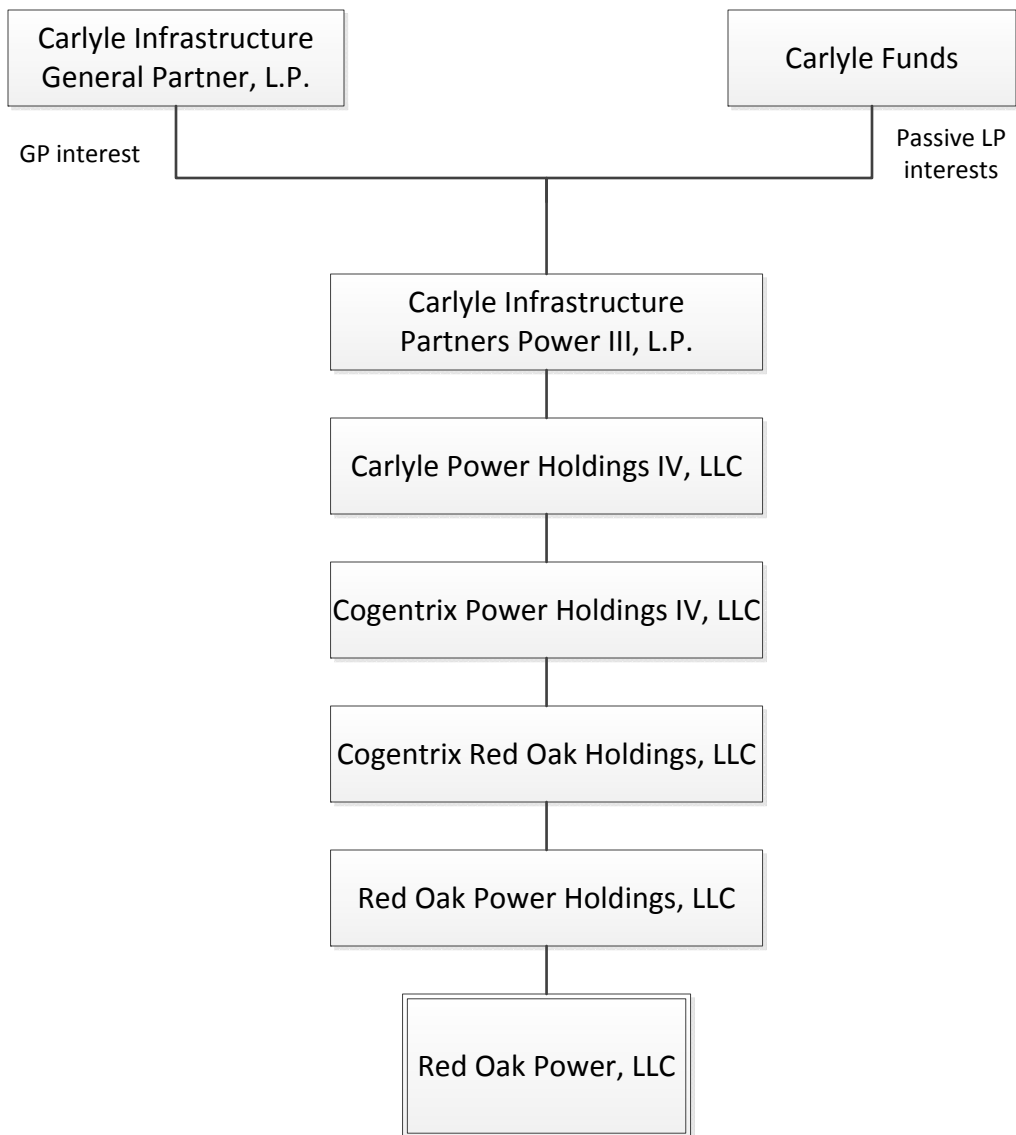 Carlyle Infrastructure
General Partner, L.P.
Carlyle Funds
GP interest
Passive LP
interests
Carlyle Infrastructure
Partners Power III, L.P.
Carlyle Power Holdings IV, LLC
Cogentrix Power Holdings IV, LLC
Cogentrix Red Oak Holdings, LLC
Red Oak Power Holdings, LLC
Red Oak Power, LLC